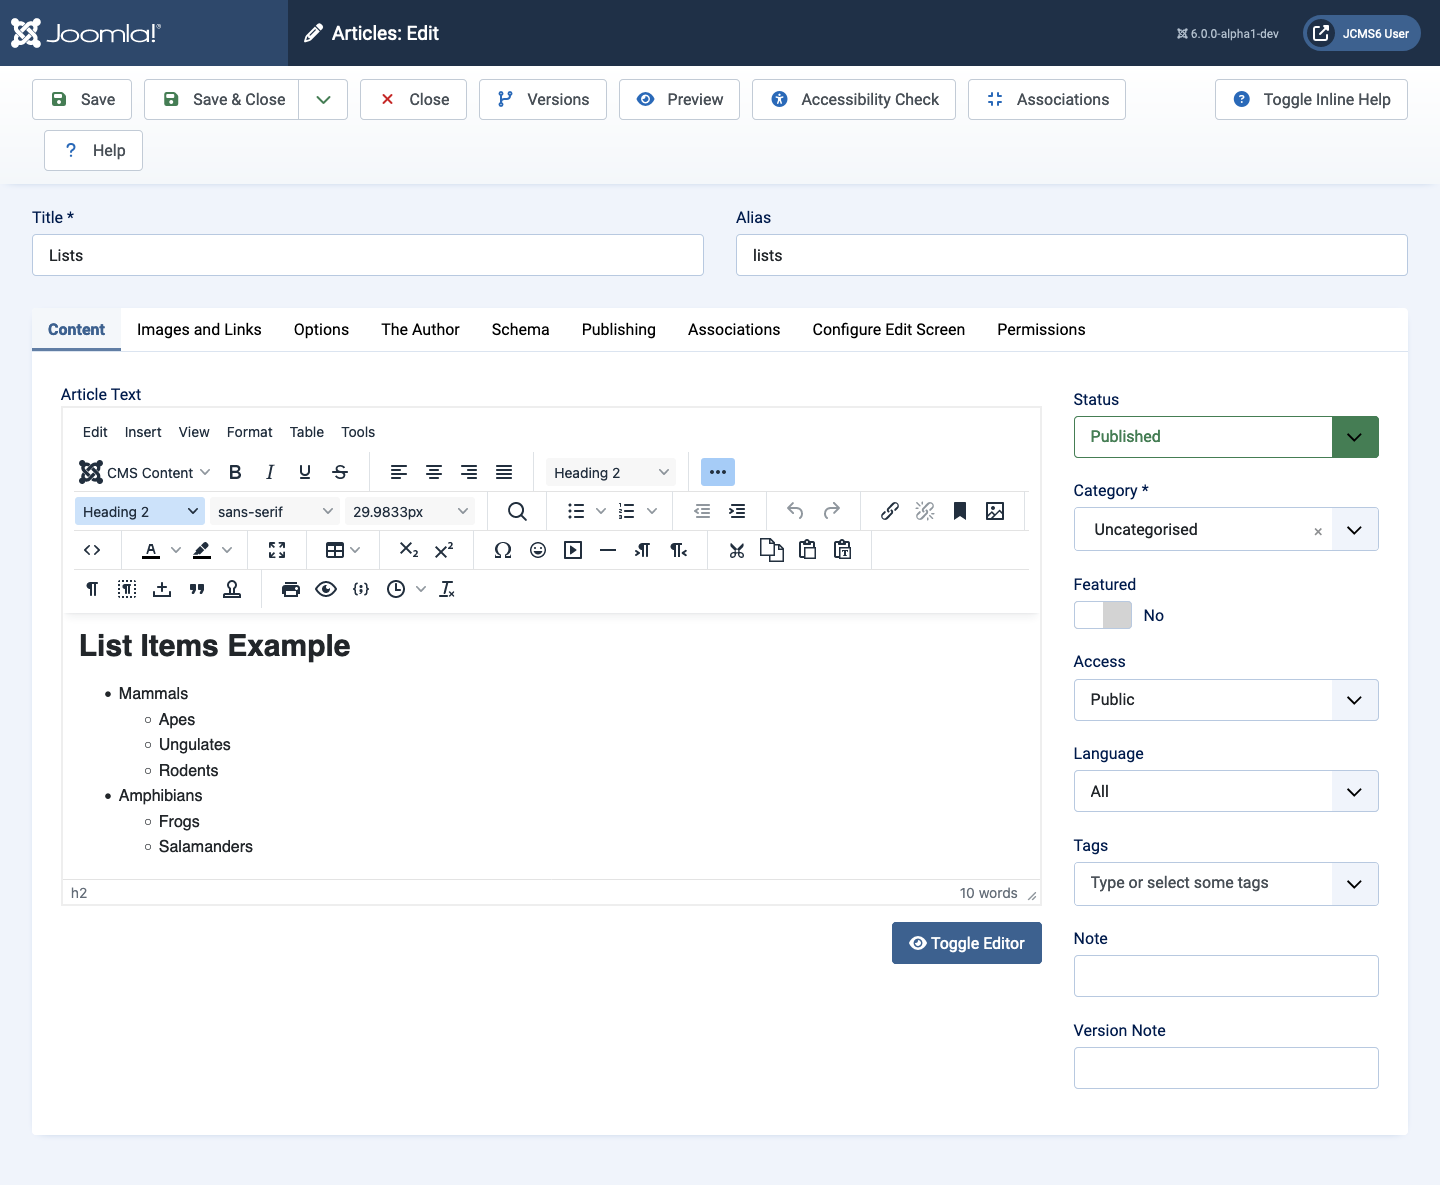 Joomla!®
Articles: Edit
6.0.0-alpha1-dev
JCMS6 User
Save
Save & Close
Close
Versions
Preview
Accessibility Check
Associations
Toggle Inline Help
? Help
Title *
Alias
Lists
lists
Content
Images and Links
Options
The Author
Schema
Publishing
Associations
Configure Edit Screen
Permissions
Article Text
Edit Insert View Format Table Tools
CMS Content B I U S Heading 2
Heading 2 sans-serif 29.9833px
List Items Example
• Mammals
○ Apes
○ Ungulates
○ Rodents
• Amphibians
○ Frogs
○ Salamanders
h2
10 words
Toggle Editor
Status
Published
Category *
Uncategorised ×
Featured
No
Access
Public
Language
All
Tags
Type or select some tags
Note
Version Note